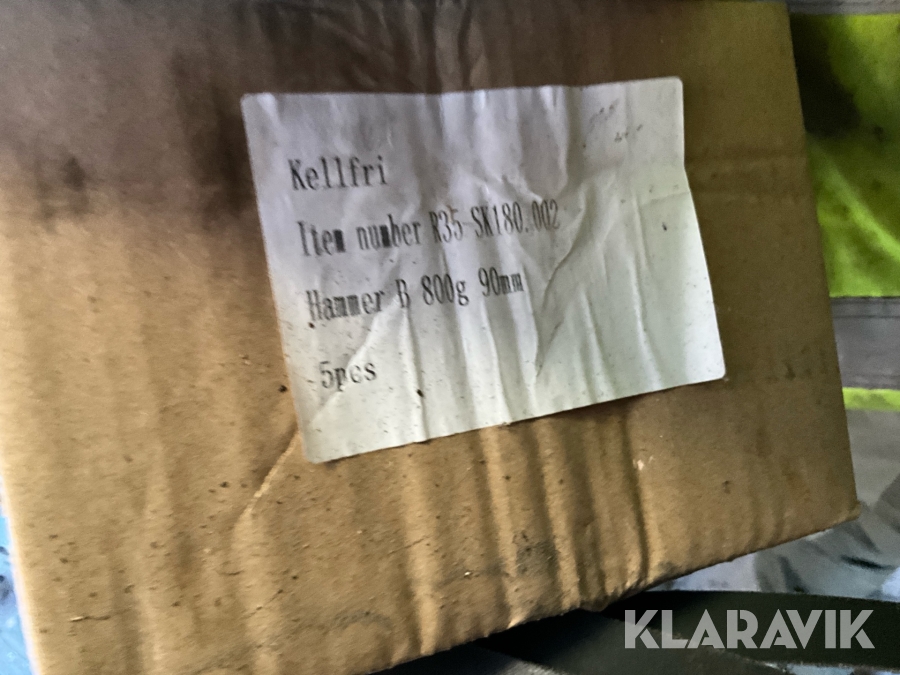 Kellfri
Item number R35-SK180.002
Hammer B 800g 90mm
5pcs
KLARAVIK